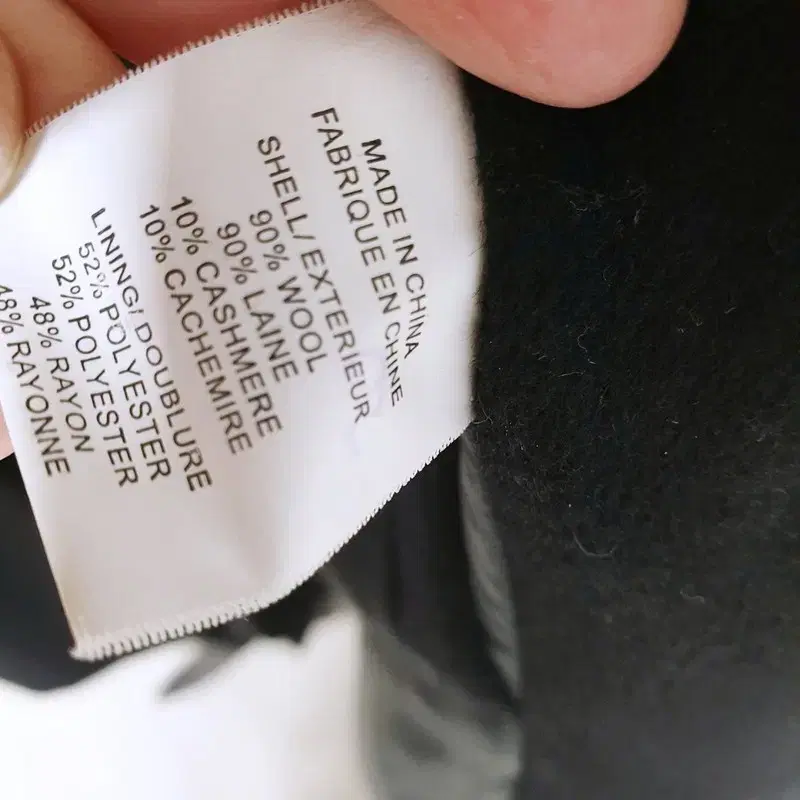 MADE IN CHINA
FABRIQUE EN CHINE
SHELL/ EXTERIEUR
90% WOOL
90% LAINE
10% CASHMERE
10% CACHEMIRE
LINING/ DOUBLURE
52% POLYESTER
52% POLYESTER
48% RAYON
48% RAYONNE